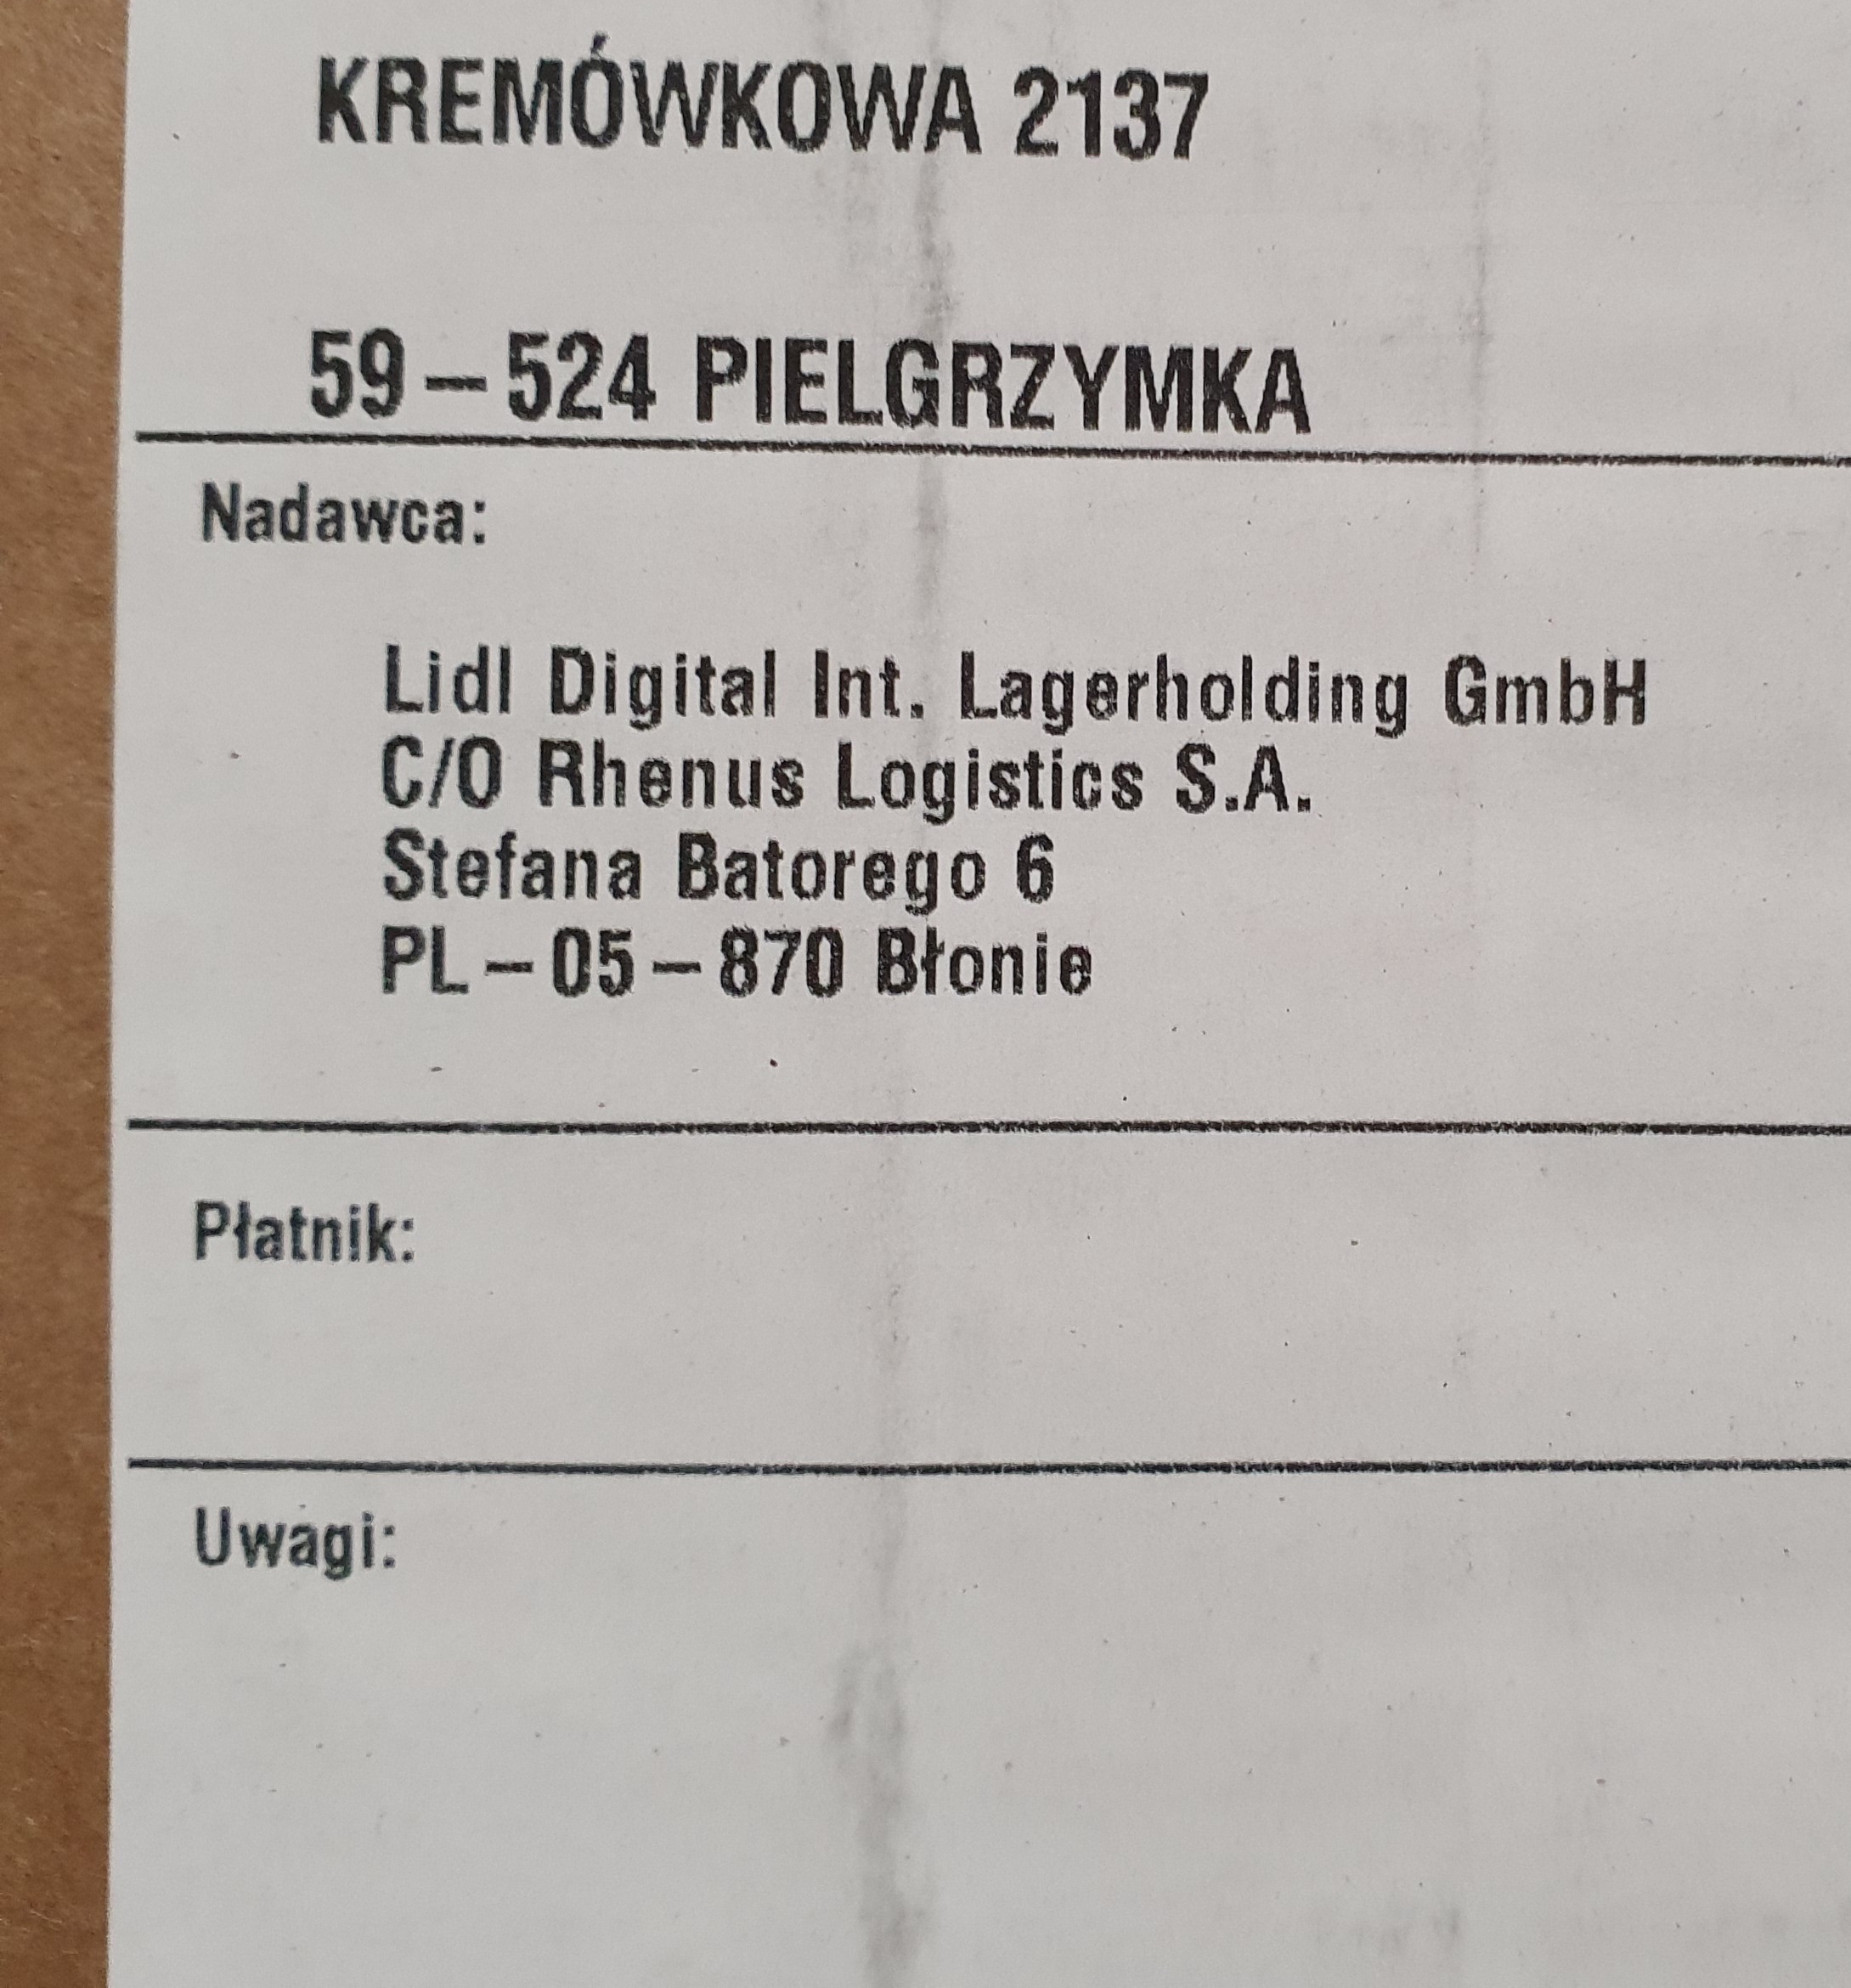 KREMÓWKOWA 2137
59-524 PIELGRZYMKA
Nadawca:
Lidl Digital Int. Lagerholding GmbH
C/O Rhenus Logistics S.A.
Stefana Batorego 6
PL-05-870 Błonie
Płatnik:
Uwagi: